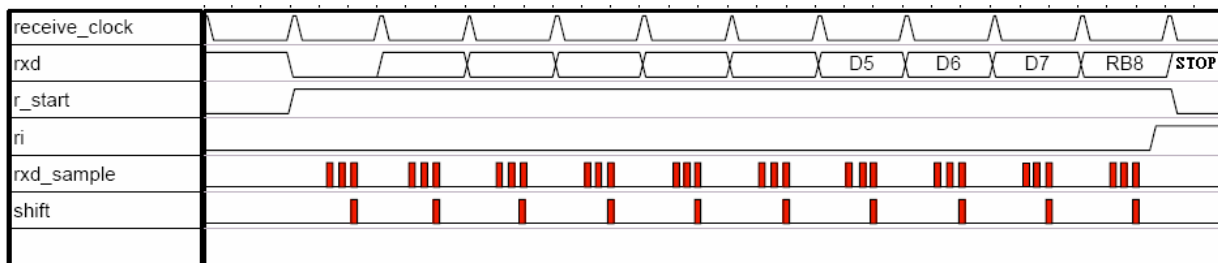 receive_clock
rxd D5 D6 D7 RB8 STOP
r_start
ri
rxd_sample
shift